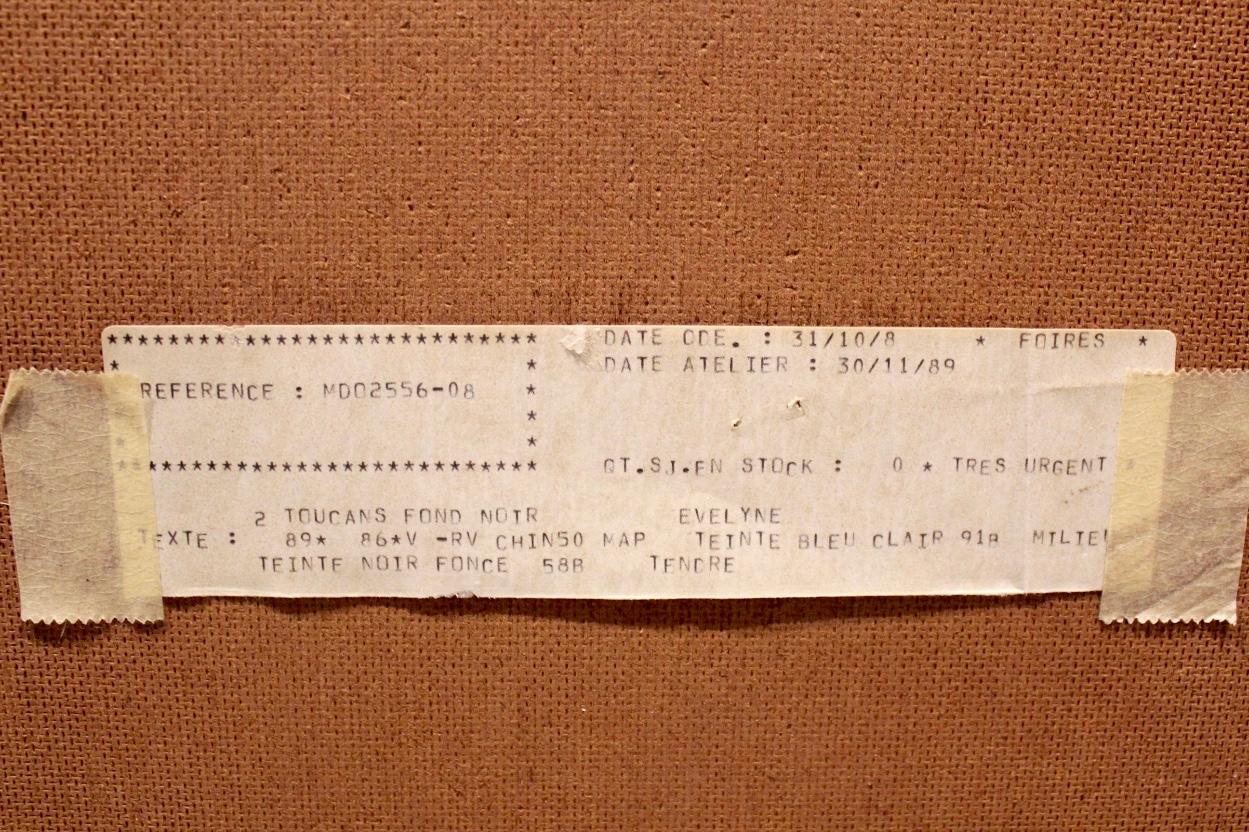 *****************************  DATE CDE. : 31/10/8  * FOIRES *
* * DATE ATELIER : 30/11/89
REFERENCE : MD02556-08 *
*
* *
*****************************  QT.SJ.EN STOCK : 0 * TRES URGENT *
2 TOUCANS FOND NOIR EVELYNE
TEXTE : 89* 86*V -RV CHIN50 MAP TEINTE BLEU CLAIR 91A MILIEU
TEINTE NOIR FONCE 58B TENDRE